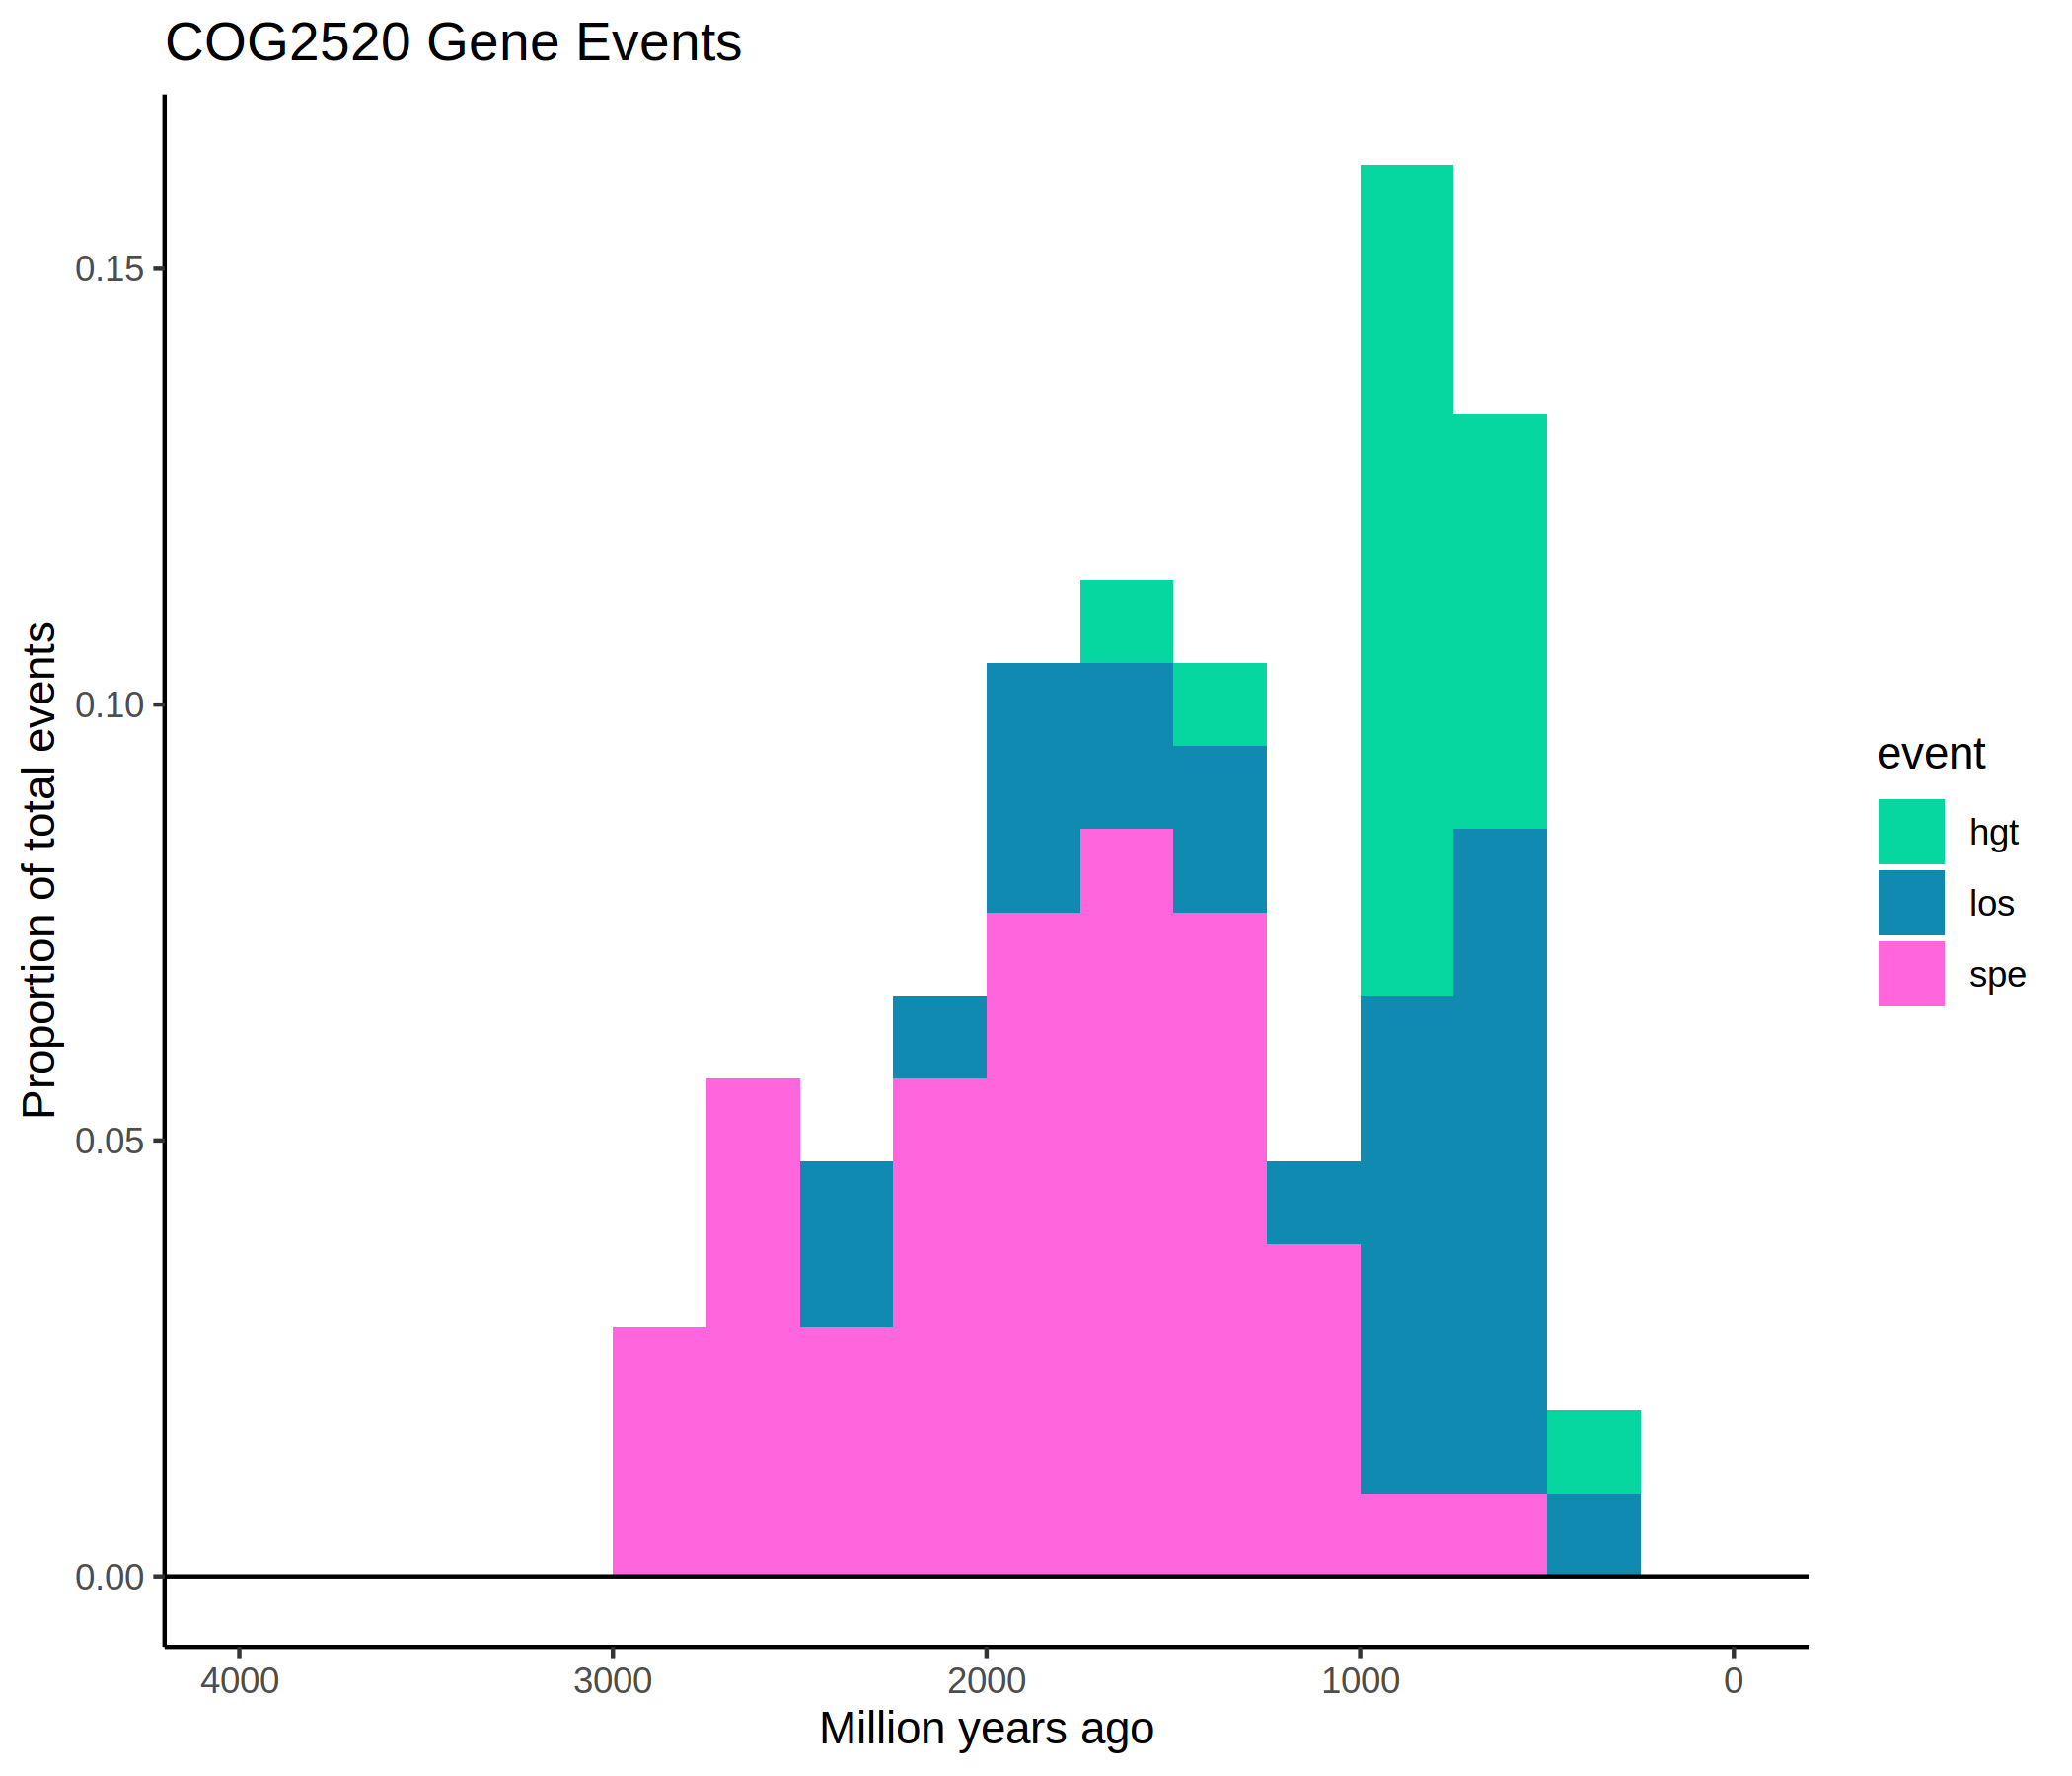 COG2520 Gene Events
Proportion of total events
0.15
0.10
0.05
0.00
4000 3000 2000 1000 0
Million years ago
event
hgt
los
spe